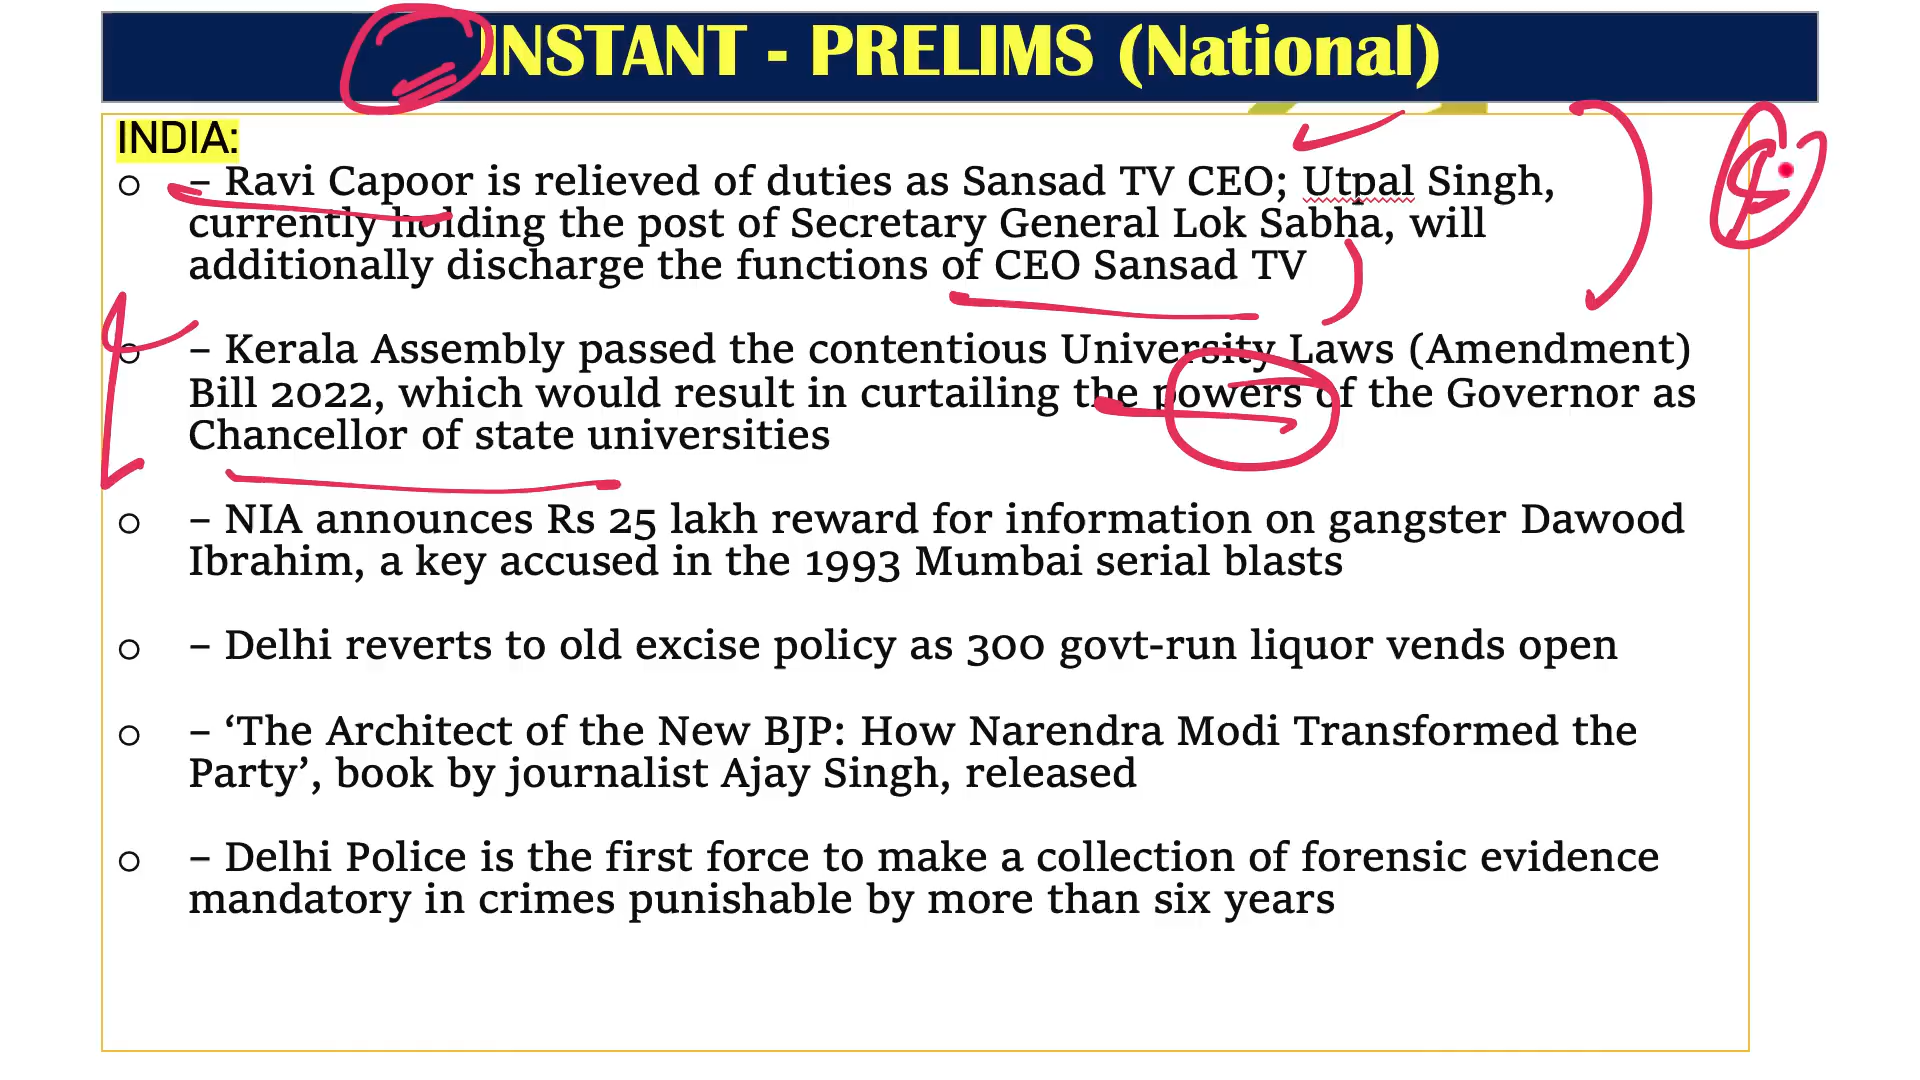 INSTANT - PRELIMS (National)
INDIA:
– Ravi Capoor is relieved of duties as Sansad TV CEO; Utpal Singh,
currently holding the post of Secretary General Lok Sabha, will
additionally discharge the functions of CEO Sansad TV
– Kerala Assembly passed the contentious University Laws (Amendment)
Bill 2022, which would result in curtailing the powers of the Governor as
Chancellor of state universities
– NIA announces Rs 25 lakh reward for information on gangster Dawood
Ibrahim, a key accused in the 1993 Mumbai serial blasts
– Delhi reverts to old excise policy as 300 govt-run liquor vends open
– ‘The Architect of the New BJP: How Narendra Modi Transformed the
Party’, book by journalist Ajay Singh, released
– Delhi Police is the first force to make a collection of forensic evidence
mandatory in crimes punishable by more than six years